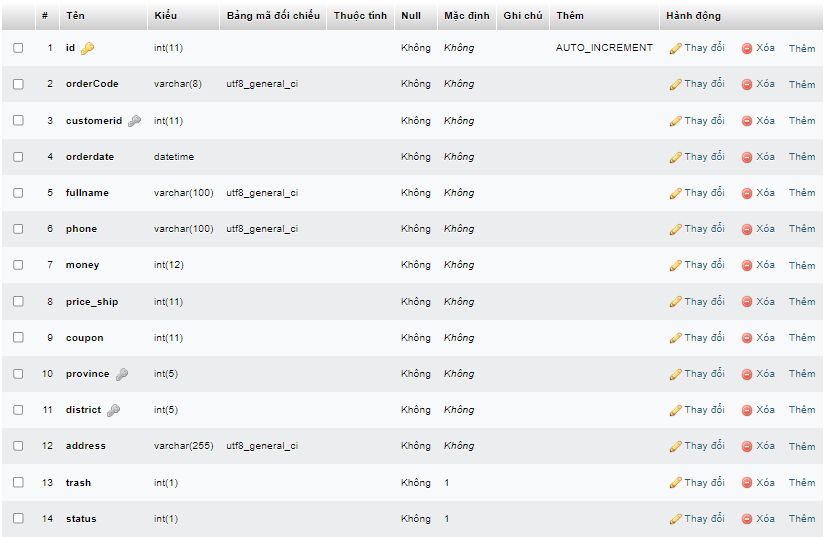 # Tên Kiểu Bảng mã đối chiếu Thuộc tính Null Mặc định Ghi chú Thêm Hành động
1 id int(11) Không Không AUTO_INCREMENT Thay đổi Xóa Thêm
2 orderCode varchar(8) utf8_general_ci Không Không Thay đổi Xóa Thêm
3 customerid int(11) Không Không Thay đổi Xóa Thêm
4 orderdate datetime Không Không Thay đổi Xóa Thêm
5 fullname varchar(100) utf8_general_ci Không Không Thay đổi Xóa Thêm
6 phone varchar(100) utf8_general_ci Không Không Thay đổi Xóa Thêm
7 money int(12) Không Không Thay đổi Xóa Thêm
8 price_ship int(11) Không Không Thay đổi Xóa Thêm
9 coupon int(11) Không Không Thay đổi Xóa Thêm
10 province int(5) Không Không Thay đổi Xóa Thêm
11 district int(5) Không Không Thay đổi Xóa Thêm
12 address varchar(255) utf8_general_ci Không Không Thay đổi Xóa Thêm
13 trash int(1) Không 1 Thay đổi Xóa Thêm
14 status int(1) Không 1 Thay đổi Xóa Thêm